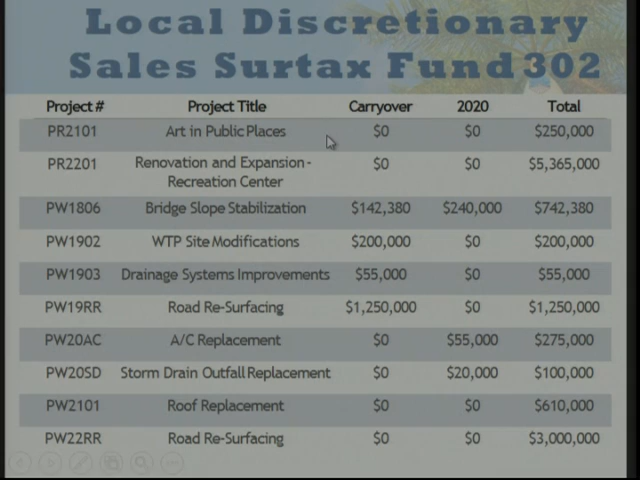 Local Discretionary
Sales Surtax Fund 302
Project # Project Title Carryover 2020 Total
PR2101 Art in Public Places $0 $0 $250,000
PR2201 Renovation and Expansion - Recreation Center $0 $0 $5,365,000
PW1806 Bridge Slope Stabilization $142,380 $240,000 $742,380
PW1902 WTP Site Modifications $200,000 $0 $200,000
PW1903 Drainage Systems Improvements $55,000 $0 $55,000
PW19RR Road Re-Surfacing $1,250,000 $0 $1,250,000
PW20AC A/C Replacement $0 $55,000 $275,000
PW20SD Storm Drain Outfall Replacement $0 $20,000 $100,000
PW2101 Roof Replacement $0 $0 $610,000
PW22RR Road Re-Surfacing $0 $0 $3,000,000